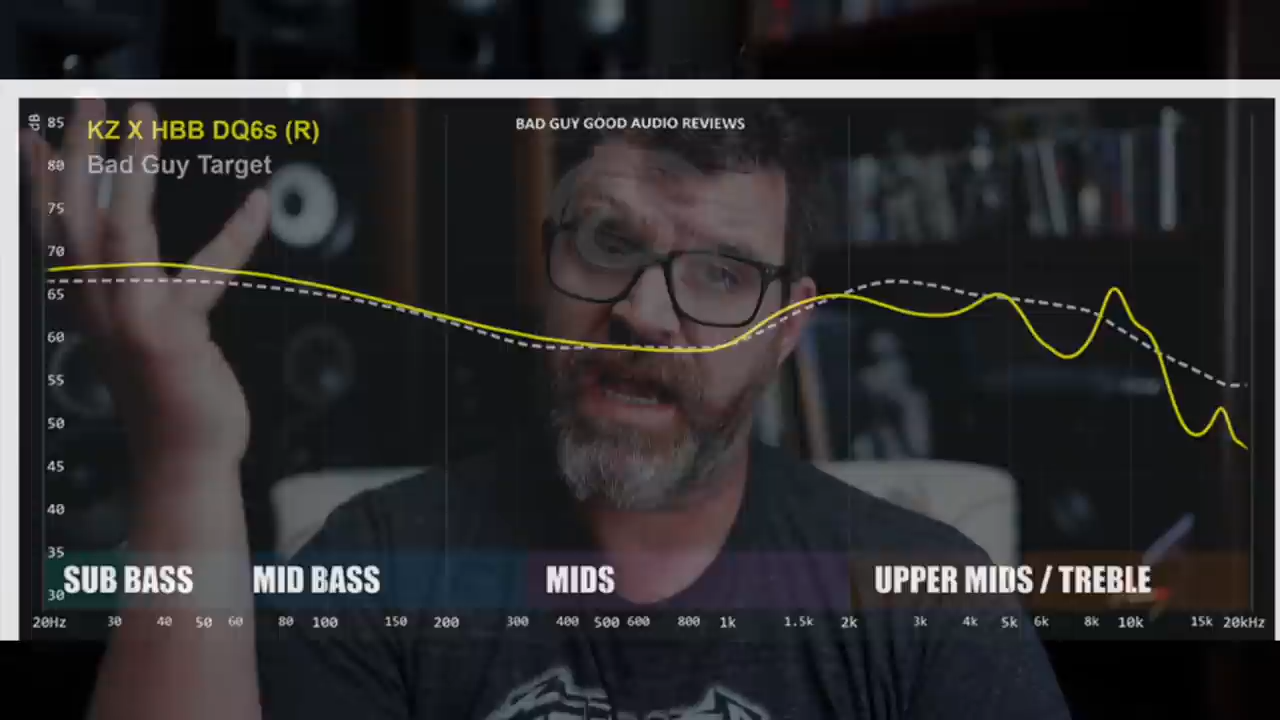 BAD GUY GOOD AUDIO REVIEWS
KZ X HBB DQ6s (R)
Bad Guy Target
dB
85
80
75
70
65
60
55
50
45
40
35
30
SUB BASS
MID BASS
MIDS
UPPER MIDS / TREBLE
20Hz 30 40 50 60 80 100 150 200 300 400 500 600 800 1k 1.5k 2k 3k 4k 5k 6k 8k 10k 15k 20kHz